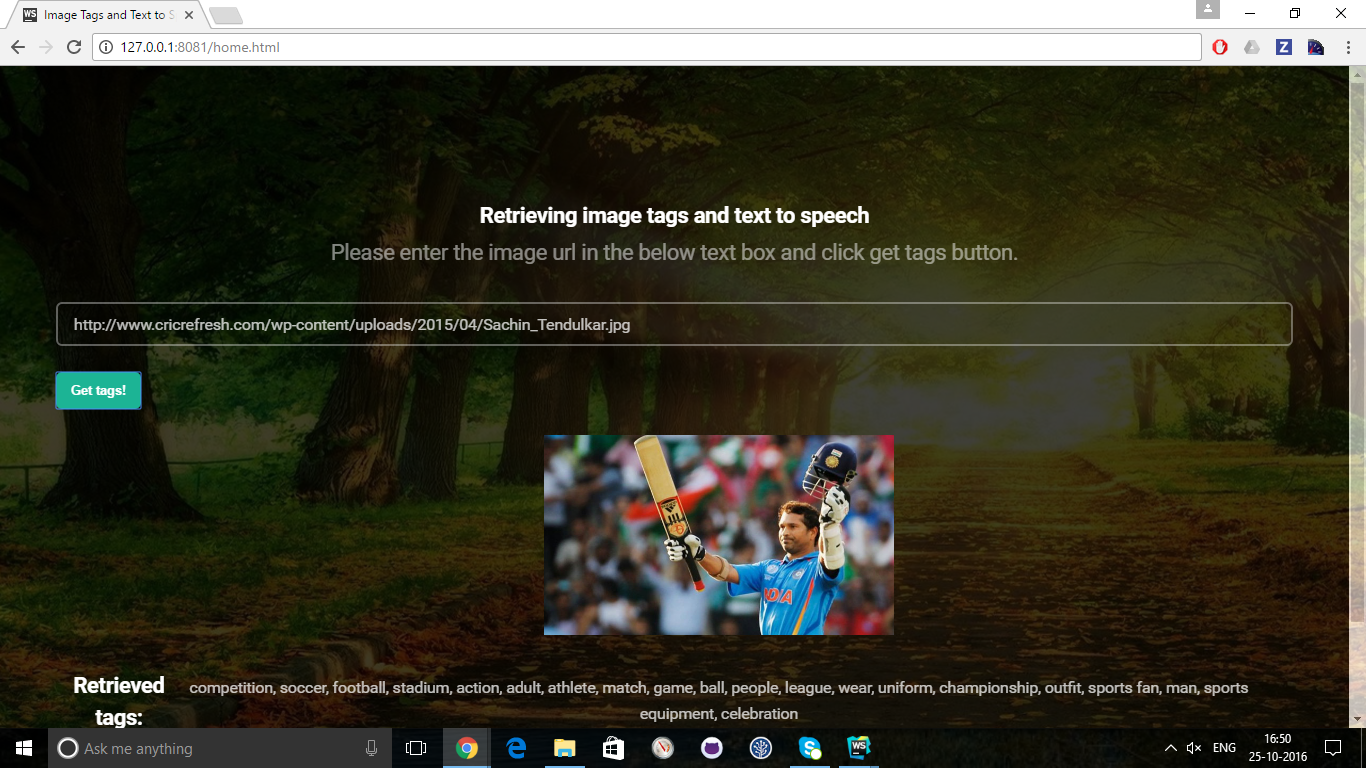 Image Tags and Text to S
127.0.0.1:8081/home.html
Retrieving image tags and text to speech
Please enter the image url in the below text box and click get tags button.
http://www.cricrefresh.com/wp-content/uploads/2015/04/Sachin_Tendulkar.jpg
Get tags!
INDIA
Retrieved
tags:
competition, soccer, football, stadium, action, adult, athlete, match, game, ball, people, league, wear, uniform, championship, outfit, sports fan, man, sports
equipment, celebration
Ask me anything
ENG
16:50
25-10-2016